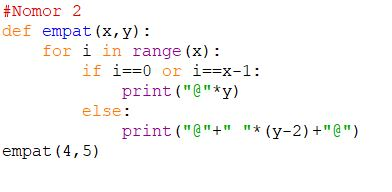 #Nomor 2
def empat(x,y):
    for i in range(x):
        if i==0 or i==x-1:
            print("@"*y)
        else:
            print("@"+" "*(y-2)+"@")
empat(4,5)